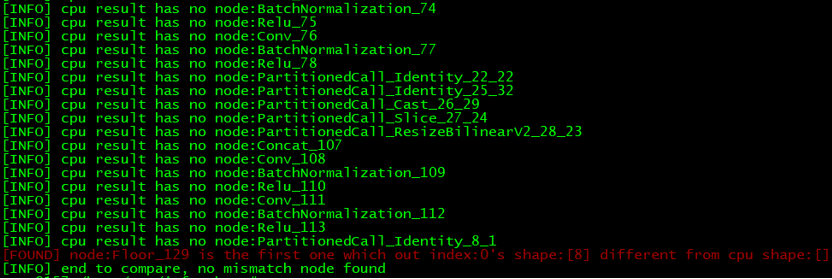 [INFO] cpu result has no node:BatchNormalization_74
[INFO] cpu result has no node:Relu_75
[INFO] cpu result has no node:Conv_76
[INFO] cpu result has no node:BatchNormalization_77
[INFO] cpu result has no node:Relu_78
[INFO] cpu result has no node:PartitionedCall_Identity_22_22
[INFO] cpu result has no node:PartitionedCall_Identity_25_32
[INFO] cpu result has no node:PartitionedCall_Cast_26_29
[INFO] cpu result has no node:PartitionedCall_Slice_27_24
[INFO] cpu result has no node:PartitionedCall_ResizeBilinearV2_28_23
[INFO] cpu result has no node:Concat_107
[INFO] cpu result has no node:Conv_108
[INFO] cpu result has no node:BatchNormalization_109
[INFO] cpu result has no node:Relu_110
[INFO] cpu result has no node:Conv_111
[INFO] cpu result has no node:BatchNormalization_112
[INFO] cpu result has no node:Relu_113
[INFO] cpu result has no node:PartitionedCall_Identity_8_1
[FOUND] node:Floor_129 is the first one which out index:0's shape:[8] different from cpu shape:[]
[INFO] end to compare, no mismatch node found